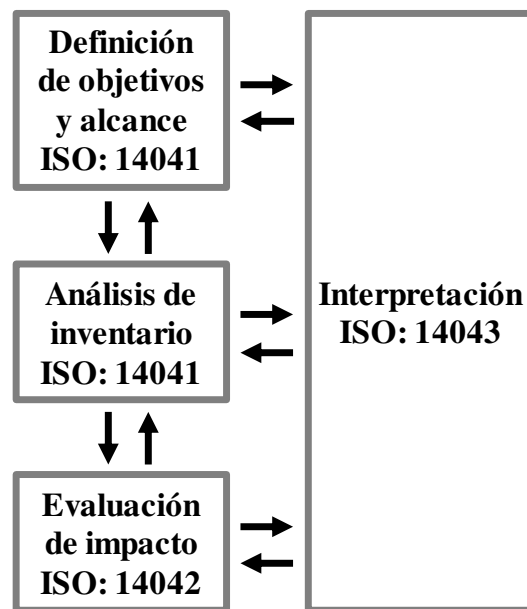 Definición
de objetivos
y alcance
ISO: 14041
Análisis de
inventario
ISO: 14041
Evaluación
de impacto
ISO: 14042
Interpretación
ISO: 14043